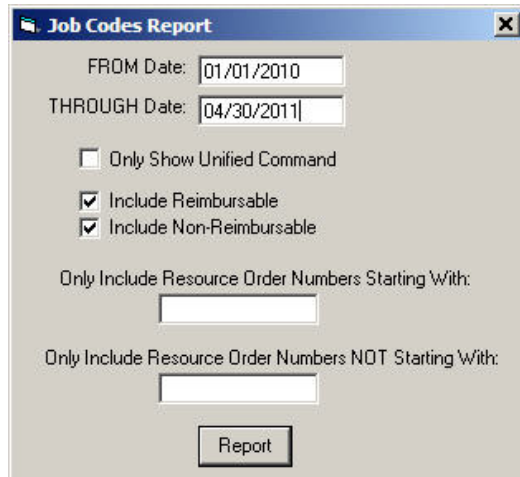 Job Codes Report
FROM Date: 01/01/2010
THROUGH Date: 04/30/2011
Only Show Unified Command
Include Reimbursable
Include Non-Reimbursable
Only Include Resource Order Numbers Starting With:
Only Include Resource Order Numbers NOT Starting With:
Report